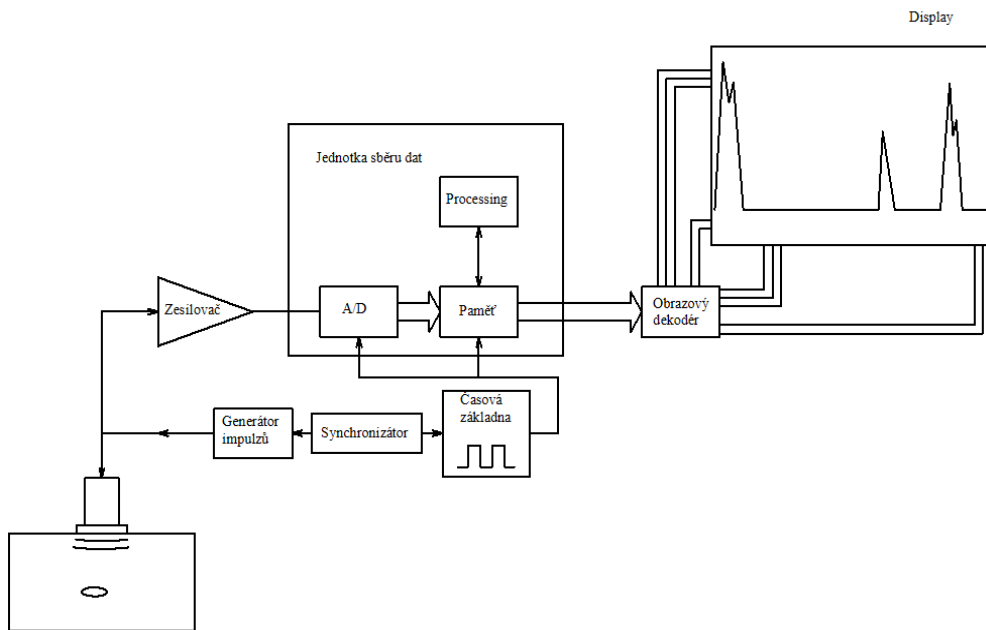 Display
Jednotka sběru dat
Processing
Zesilovač
A/D
Paměť
Obrazový
dekodér
Generátor
impulzů
Synchronizátor
Časová
základna